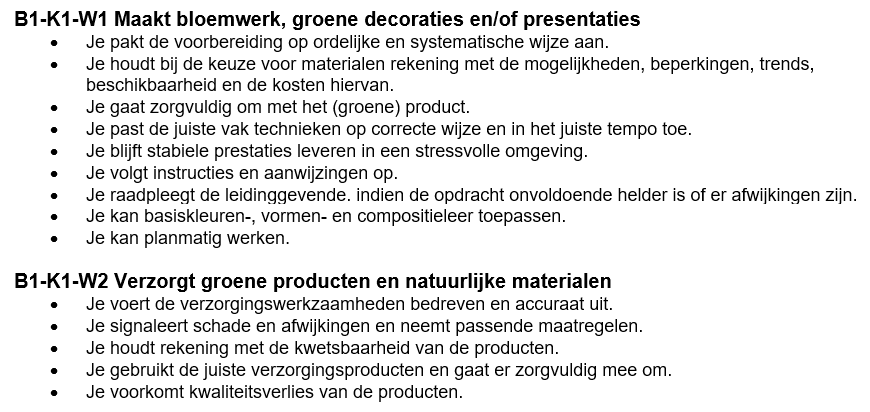 B1-K1-W1 Maakt bloemwerk, groene decoraties en/of presentaties
• Je pakt de voorbereiding op ordelijke en systematische wijze aan.
• Je houdt bij de keuze voor materialen rekening met de mogelijkheden, beperkingen, trends,
beschikbaarheid en de kosten hiervan.
• Je gaat zorgvuldig om met het (groene) product.
• Je past de juiste vak technieken op correcte wijze en in het juiste tempo toe.
• Je blijft stabiele prestaties leveren in een stressvolle omgeving.
• Je volgt instructies en aanwijzingen op.
• Je raadpleegt de leidinggevende. indien de opdracht onvoldoende helder is of er afwijkingen zijn.
• Je kan basiskleuren-, vormen- en compositieleer toepassen.
• Je kan planmatig werken.
B1-K1-W2 Verzorgt groene producten en natuurlijke materialen
• Je voert de verzorgingswerkzaamheden bedreven en accuraat uit.
• Je signaleert schade en afwijkingen en neemt passende maatregelen.
• Je houdt rekening met de kwetsbaarheid van de producten.
• Je gebruikt de juiste verzorgingsproducten en gaat er zorgvuldig mee om.
• Je voorkomt kwaliteitsverlies van de producten.